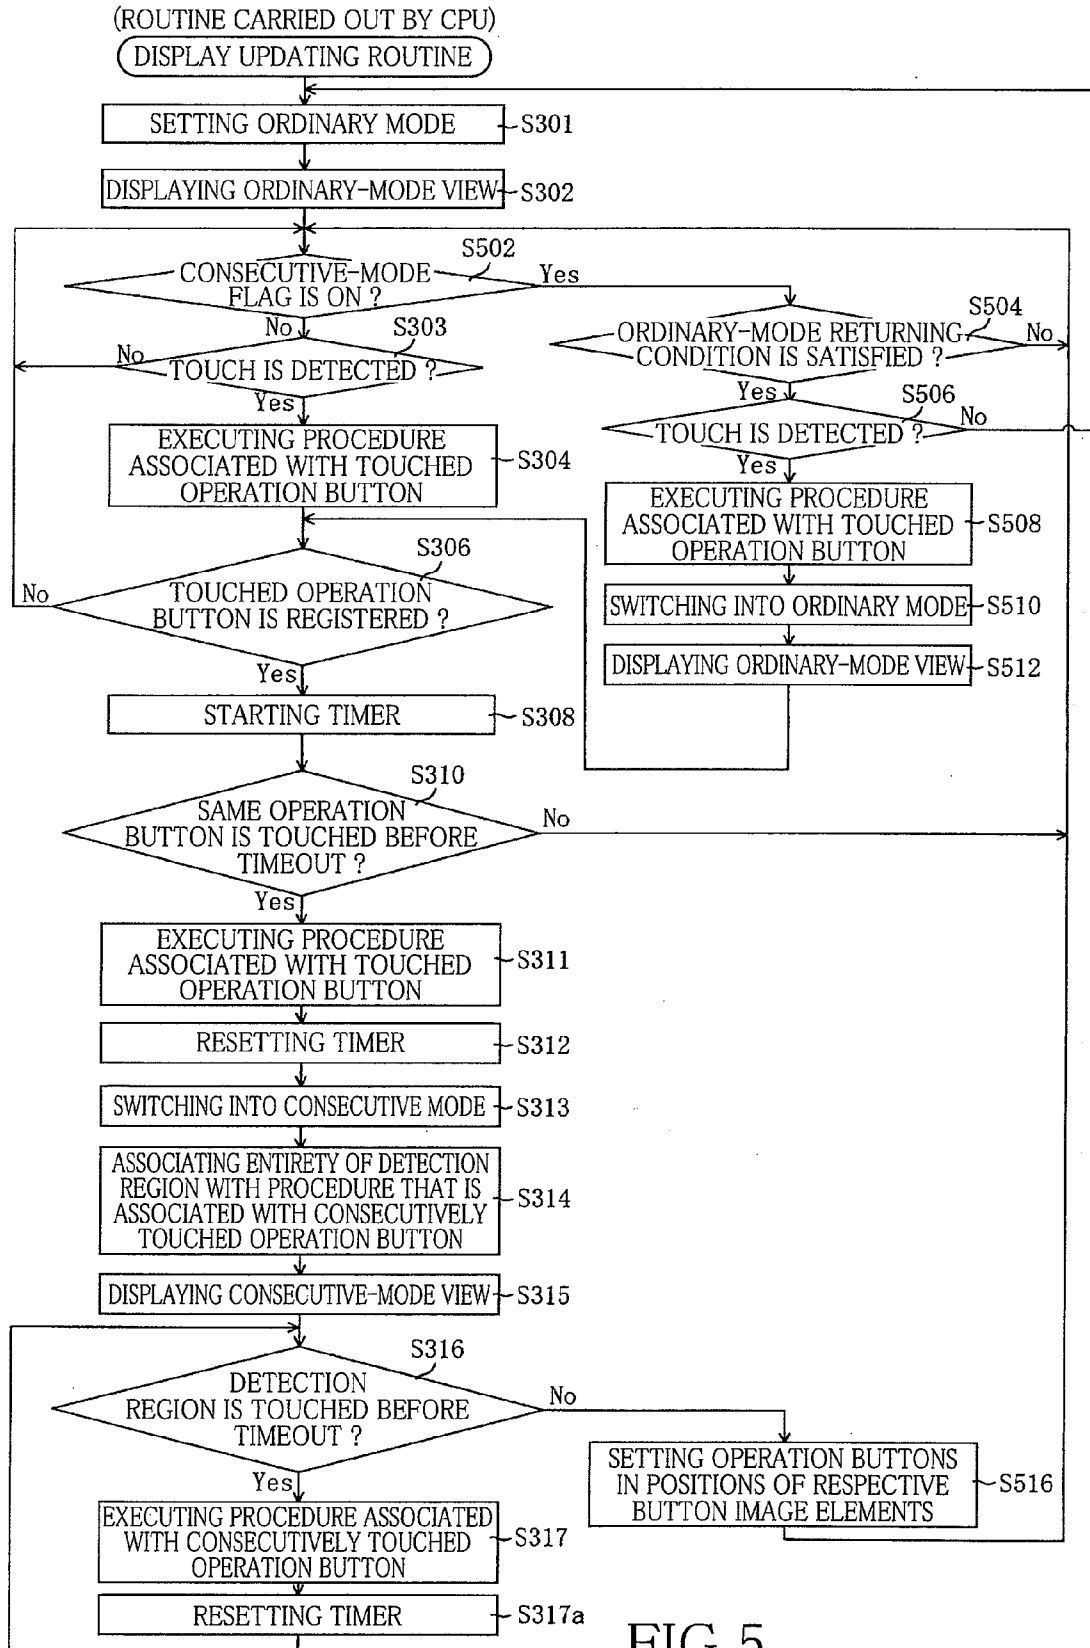 (ROUTINE CARRIED OUT BY CPU)
DISPLAY UPDATING ROUTINE
SETTING ORDINARY MODE
S301
DISPLAYING ORDINARY-MODE VIEW
S302
S502
CONSECUTIVE-MODE
FLAG IS ON ?
Yes
No
S504
ORDINARY-MODE RETURNING
CONDITION IS SATISFIED ?
No
Yes
S303
TOUCH IS DETECTED ?
No
Yes
S506
TOUCH IS DETECTED ?
No
Yes
EXECUTING PROCEDURE
ASSOCIATED WITH TOUCHED
OPERATION BUTTON
S304
EXECUTING PROCEDURE
ASSOCIATED WITH TOUCHED
OPERATION BUTTON
S508
S306
TOUCHED OPERATION
BUTTON IS REGISTERED ?
No
Yes
SWITCHING INTO ORDINARY MODE
S510
DISPLAYING ORDINARY-MODE VIEW
S512
STARTING TIMER
S308
S310
SAME OPERATION
BUTTON IS TOUCHED BEFORE
TIMEOUT ?
No
Yes
EXECUTING PROCEDURE
ASSOCIATED WITH TOUCHED
OPERATION BUTTON
S311
RESETTING TIMER
S312
SWITCHING INTO CONSECUTIVE MODE
S313
ASSOCIATING ENTIRETY OF DETECTION
REGION WITH PROCEDURE THAT IS
ASSOCIATED WITH CONSECUTIVELY
TOUCHED OPERATION BUTTON
S314
DISPLAYING CONSECUTIVE-MODE VIEW
S315
S316
DETECTION
REGION IS TOUCHED BEFORE
TIMEOUT ?
No
Yes
SETTING OPERATION BUTTONS
IN POSITIONS OF RESPECTIVE
BUTTON IMAGE ELEMENTS
S516
EXECUTING PROCEDURE ASSOCIATED
WITH CONSECUTIVELY TOUCHED
OPERATION BUTTON
S317
RESETTING TIMER
S317a
FIG. 5